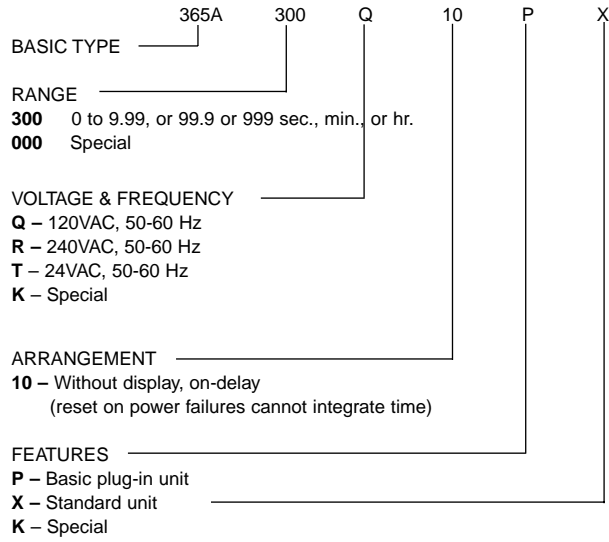 365A 300 Q 10 P X
BASIC TYPE
RANGE
300 0 to 9.99, or 99.9 or 999 sec., min., or hr.
000 Special
VOLTAGE & FREQUENCY
Q – 120VAC, 50-60 Hz
R – 240VAC, 50-60 Hz
T – 24VAC, 50-60 Hz
K – Special
ARRANGEMENT
10 – Without display, on-delay
(reset on power failures cannot integrate time)
FEATURES
P – Basic plug-in unit
X – Standard unit
K – Special